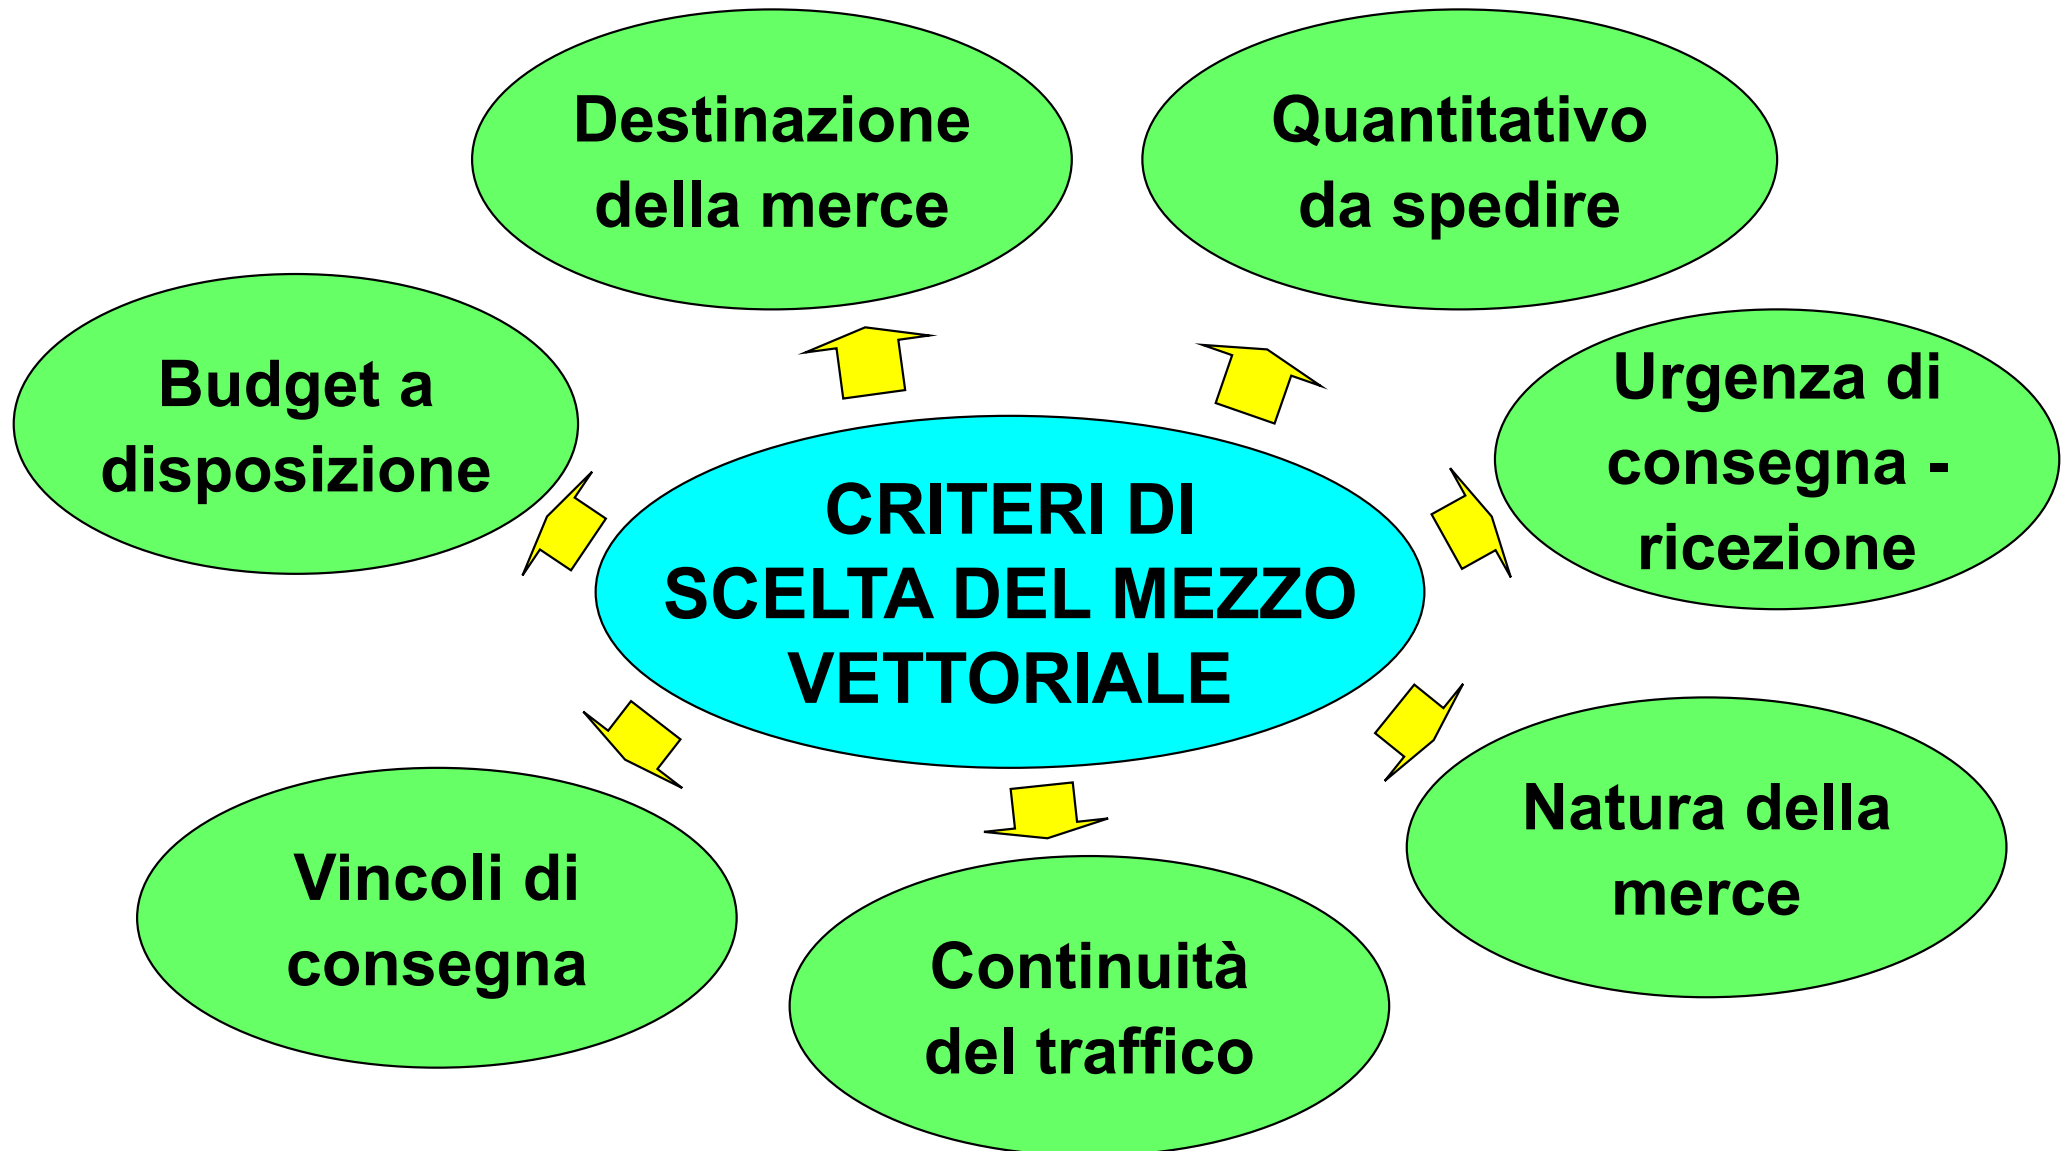 Destinazione
della merce
Quantitativo
da spedire
Budget a
disposizione
Urgenza di
consegna -
ricezione
CRITERI DI
SCELTA DEL MEZZO
VETTORIALE
Natura della
merce
Vincoli di
consegna
Continuità
del traffico